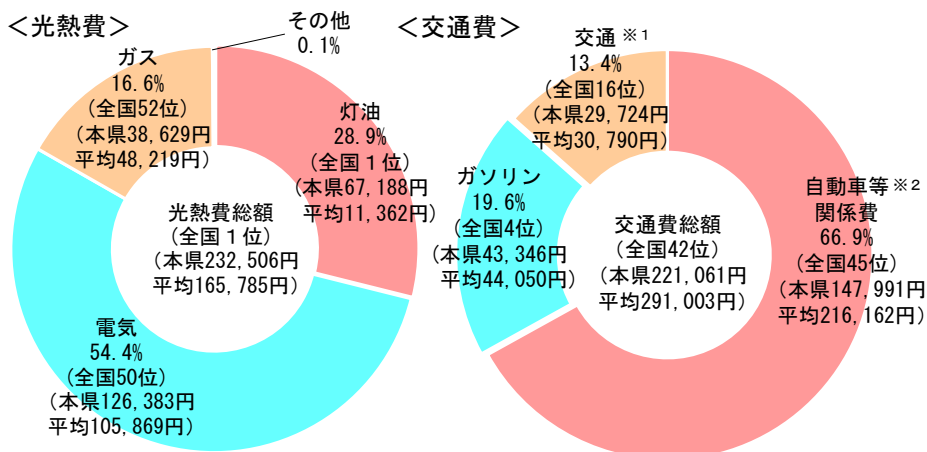 ＜光熱費＞
その他
0.1%
ガス
16.6%
(全国52位)
(本県38,629円
平均48,219円)
灯油
28.9%
(全国１位)
(本県67,188円
平均11,362円)
光熱費総額
(全国１位)
(本県232,506円
平均165,785円)
電気
54.4%
(全国50位)
(本県126,383円
平均105,869円)
＜交通費＞
交通※1
13.4%
(全国16位)
(本県29,724円
平均30,790円)
ガソリン
19.6%
(全国4位)
(本県43,346円
平均44,050円)
交通費総額
(全国42位)
(本県221,061円
平均291,003円)
自動車等※2
関係費
66.9%
(全国45位)
(本県147,991円
平均216,162円)